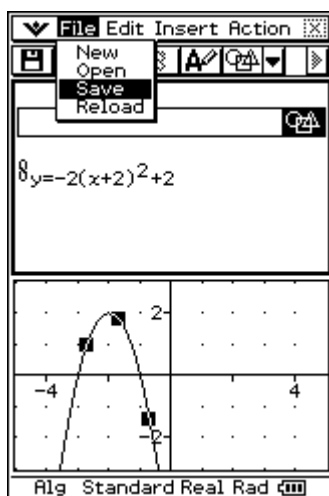 File Edit Insert Action
New
Open
Save
Reload
y=-2(x+2)²+2
2
-4
4
-2
Alg Standard Real Rad